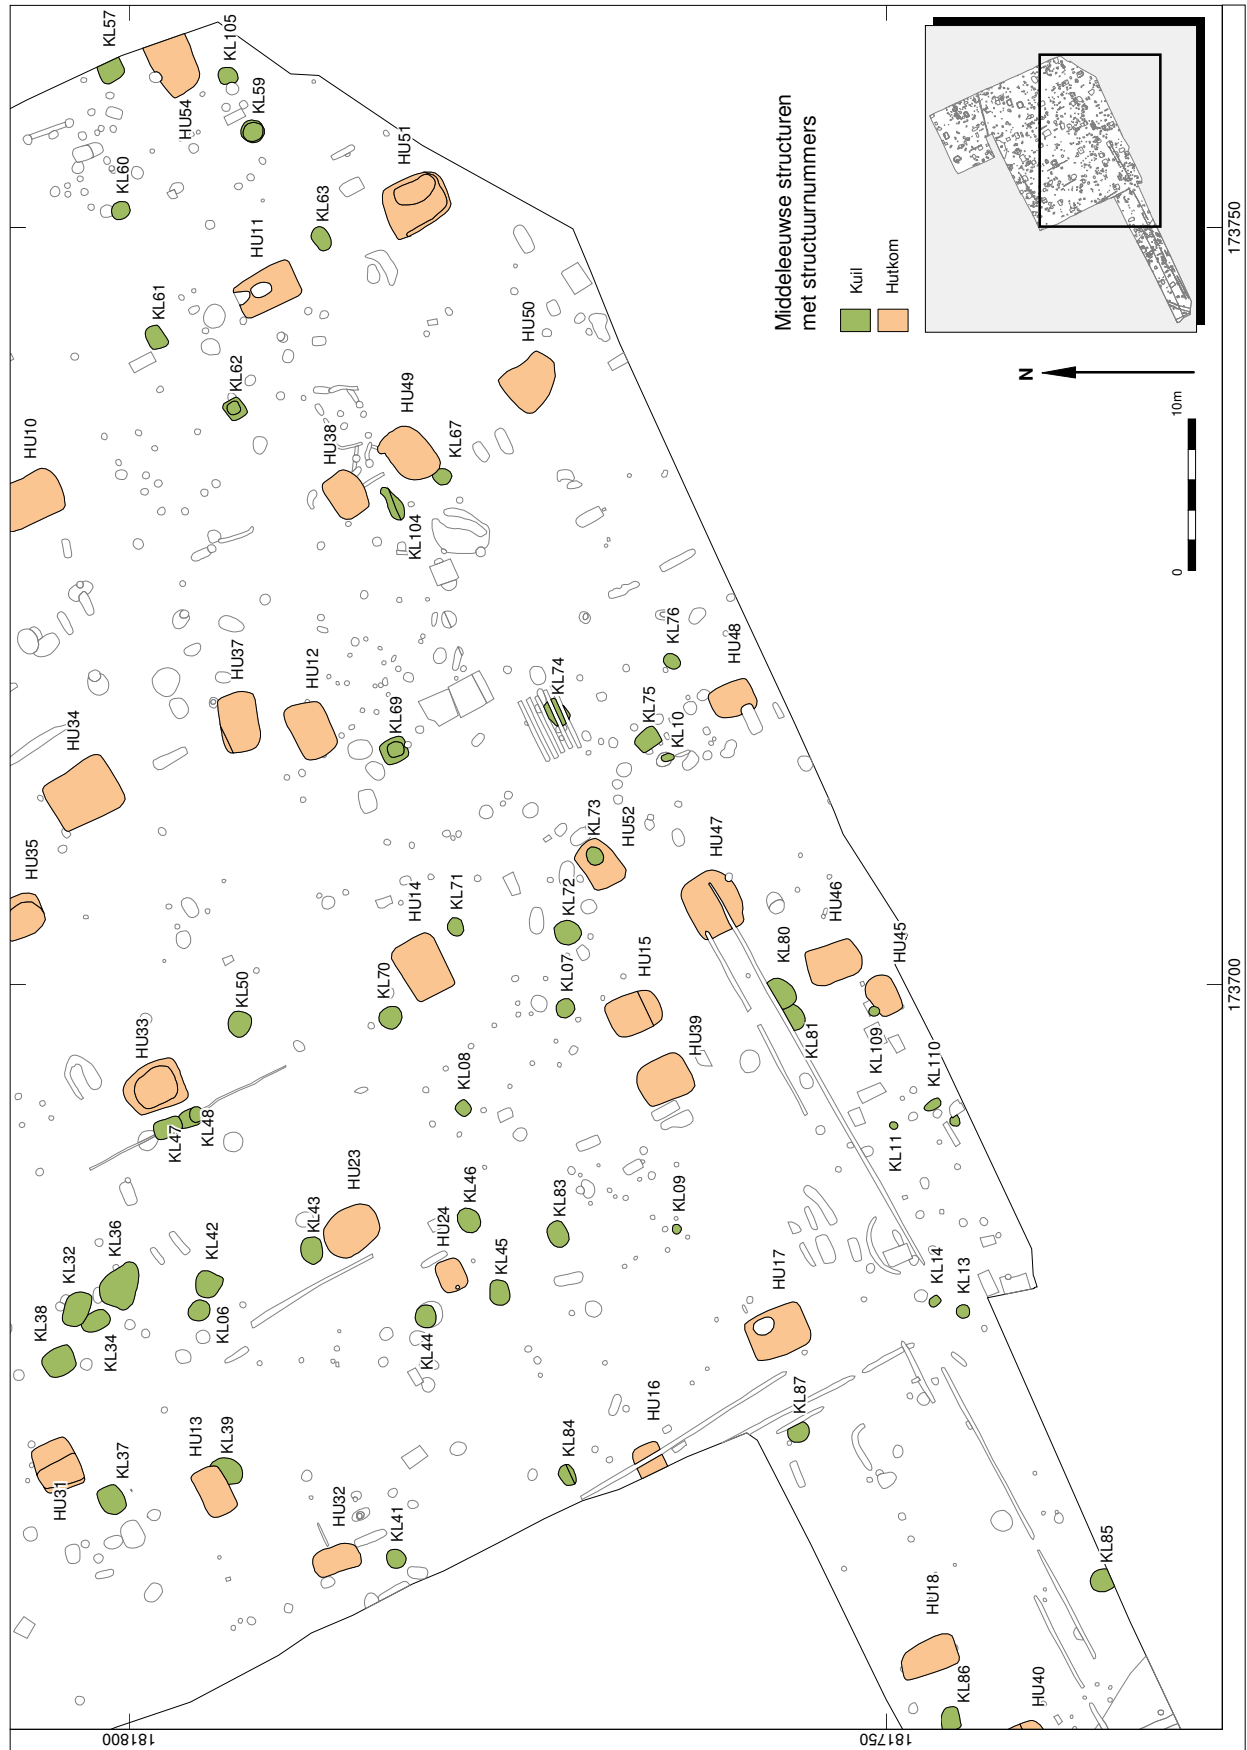 KL57
KL105
HU54
KL59
KL60
HU51
KL63
HU11
KL61
KL62
HU50
HU49
HU38
KL67
HU10
KL104
KL76
HU48
HU37
HU12
KL74
KL75
KL10
KL69
HU34
KL73
HU52
HU47
HU35
HU14
KL71
KL72
KL80
HU46
HU45
KL50
KL70
KL07
HU15
KL81
HU33
HU39
KL109
KL08
KL110
KL47
KL48
KL11
HU23
KL46
KL43
HU24
KL83
KL09
KL36
KL32
KL42
KL45
HU17
KL14
KL13
KL38
KL34
KL06
KL44
HU16
KL87
HU13
KL39
KL37
HU31
KL84
HU32
KL41
KL85
HU18
KL86
HU40
Middeleeuwse structuren
met structuurnummers
Kuil
Hutkom
N
0
10m
173750
173700
181800
181750